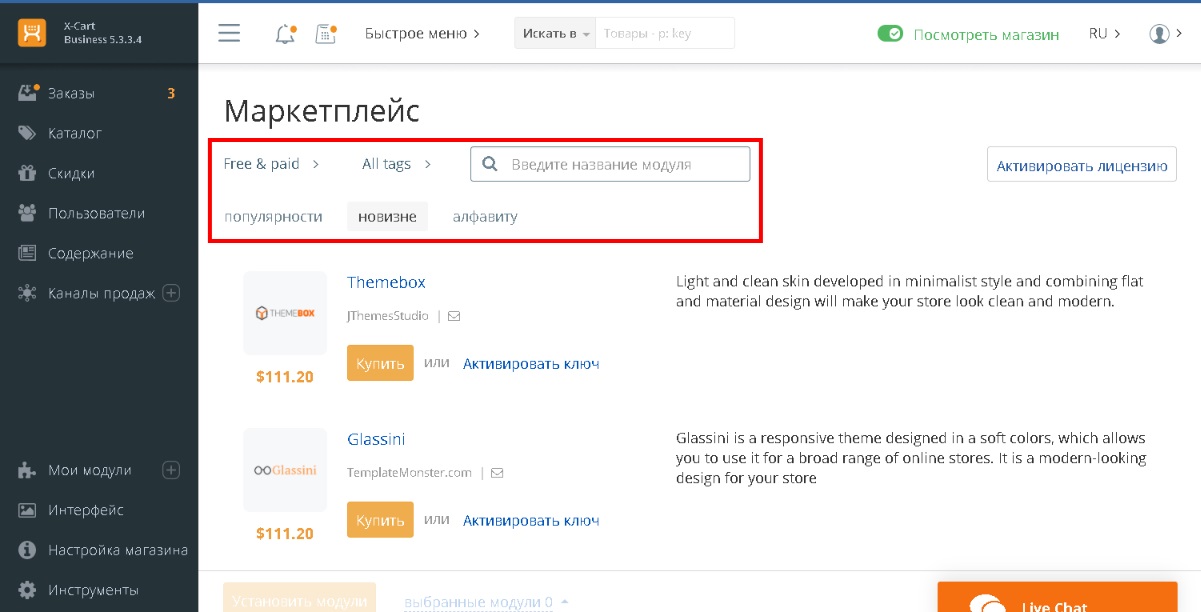 X-Cart
Business 5.3.3.4
Быстрое меню
Искать в
Товары - р: key
Посмотреть магазин
RU
Заказы 3
Каталог
Скидки
Пользователи
Содержание
Каналы продаж
Мои модули
Интерфейс
Настройка магазина
Инструменты
Маркетплейс
Free & paid
All tags
Введите название модуля
Активировать лицензию
популярности
новизне
алфавиту
THEMEBOX
$111.20
Themebox
JThemesStudio |
Купить или Активировать ключ
Light and clean skin developed in minimalist style and combining flat
and material design will make your store look clean and modern.
Glassini
$111.20
Glassini
TemplateMonster.com |
Купить или Активировать ключ
Glassini is a responsive theme designed in a soft colors, which allows
you to use it for a broad range of online stores. It is a modern-looking
design for your store
Установить модули
выбранные модули 0
Live Chat